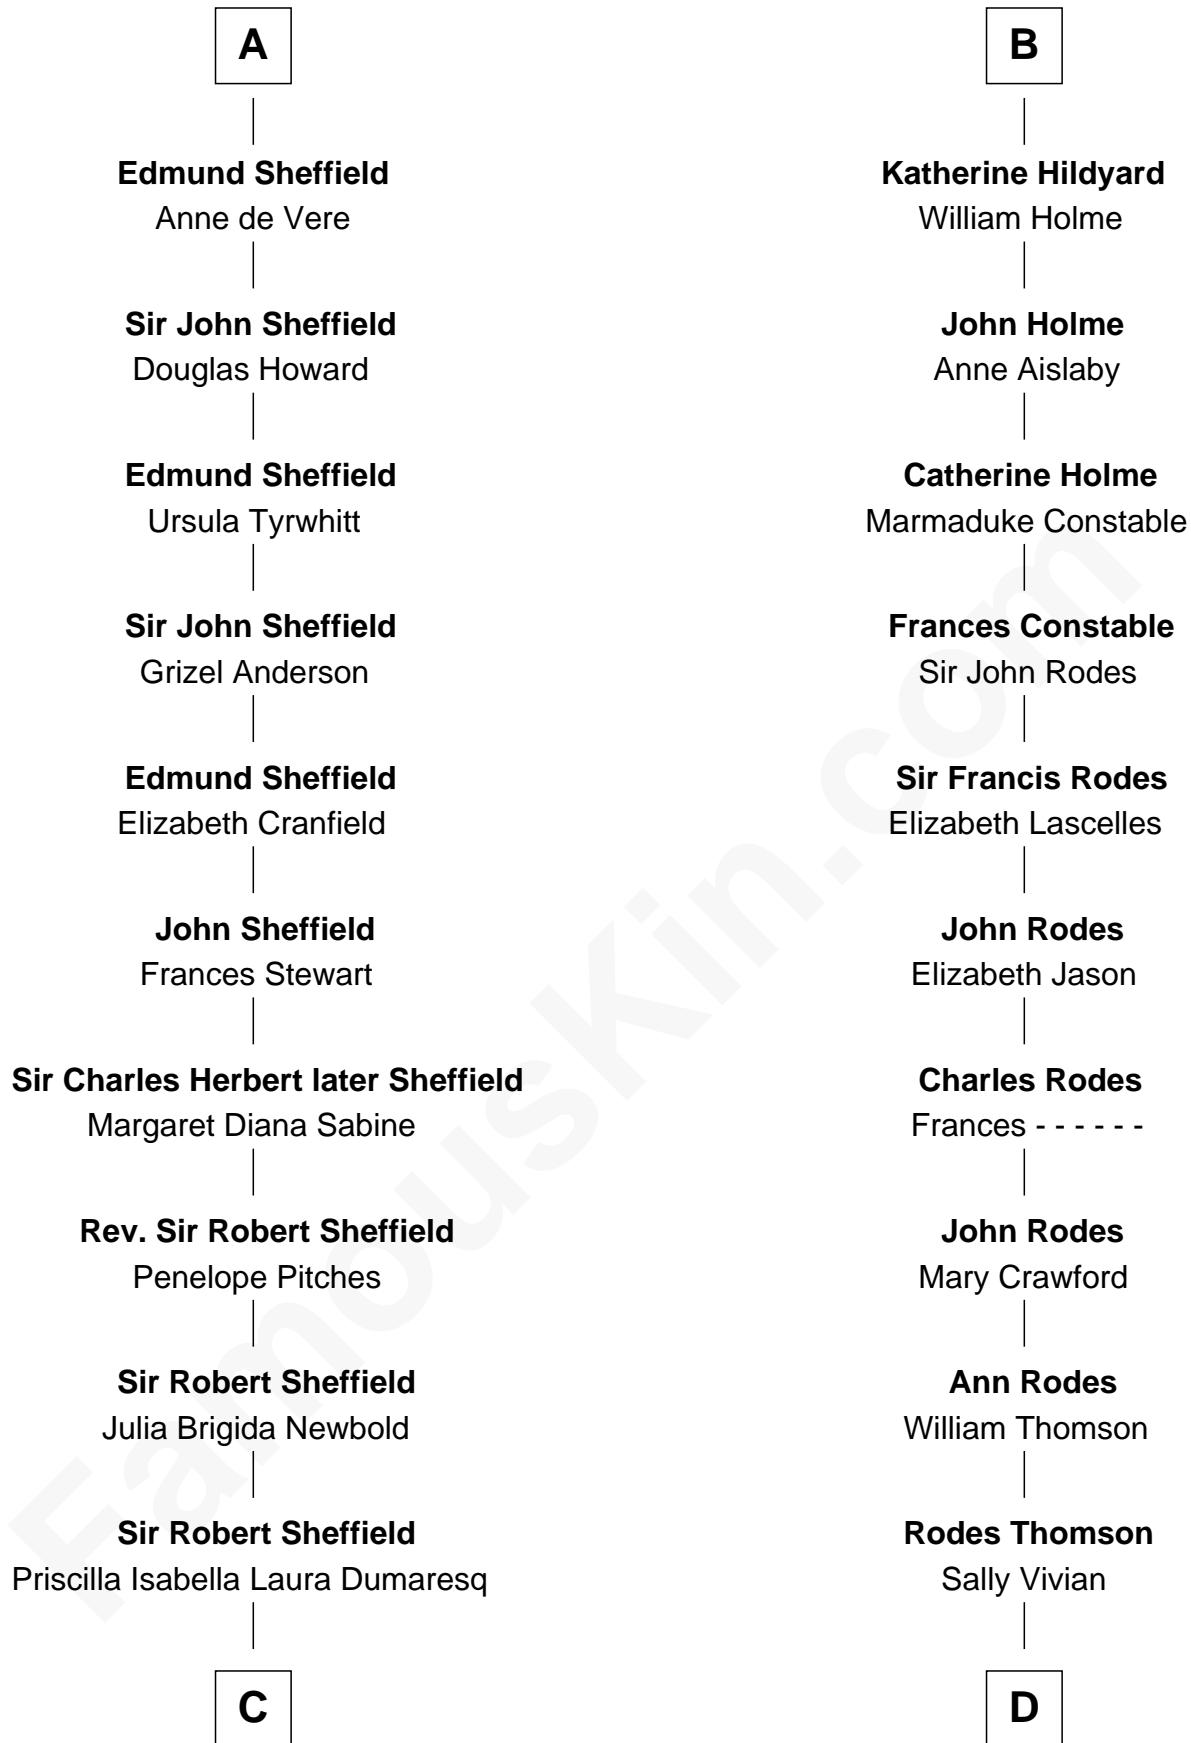 A
Edmund Sheffield
Anne de Vere
Sir John Sheffield
Douglas Howard
Edmund Sheffield
Ursula Tyrwhitt
Sir John Sheffield
Grizel Anderson
Edmund Sheffield
Elizabeth Cranfield
John Sheffield
Frances Stewart
Sir Charles Herbert later Sheffield
Margaret Diana Sabine
Rev. Sir Robert Sheffield
Penelope Pitches
Sir Robert Sheffield
Julia Brigida Newbold
Sir Robert Sheffield
Priscilla Isabella Laura Dumaresq
C
B
Katherine Hildyard
William Holme
John Holme
Anne Aislaby
Catherine Holme
Marmaduke Constable
Frances Constable
Sir John Rodes
Sir Francis Rodes
Elizabeth Lascelles
John Rodes
Elizabeth Jason
Charles Rodes
Frances - - - - - -
John Rodes
Mary Crawford
Ann Rodes
William Thomson
Rodes Thomson
Sally Vivian
D
FamousKin.com